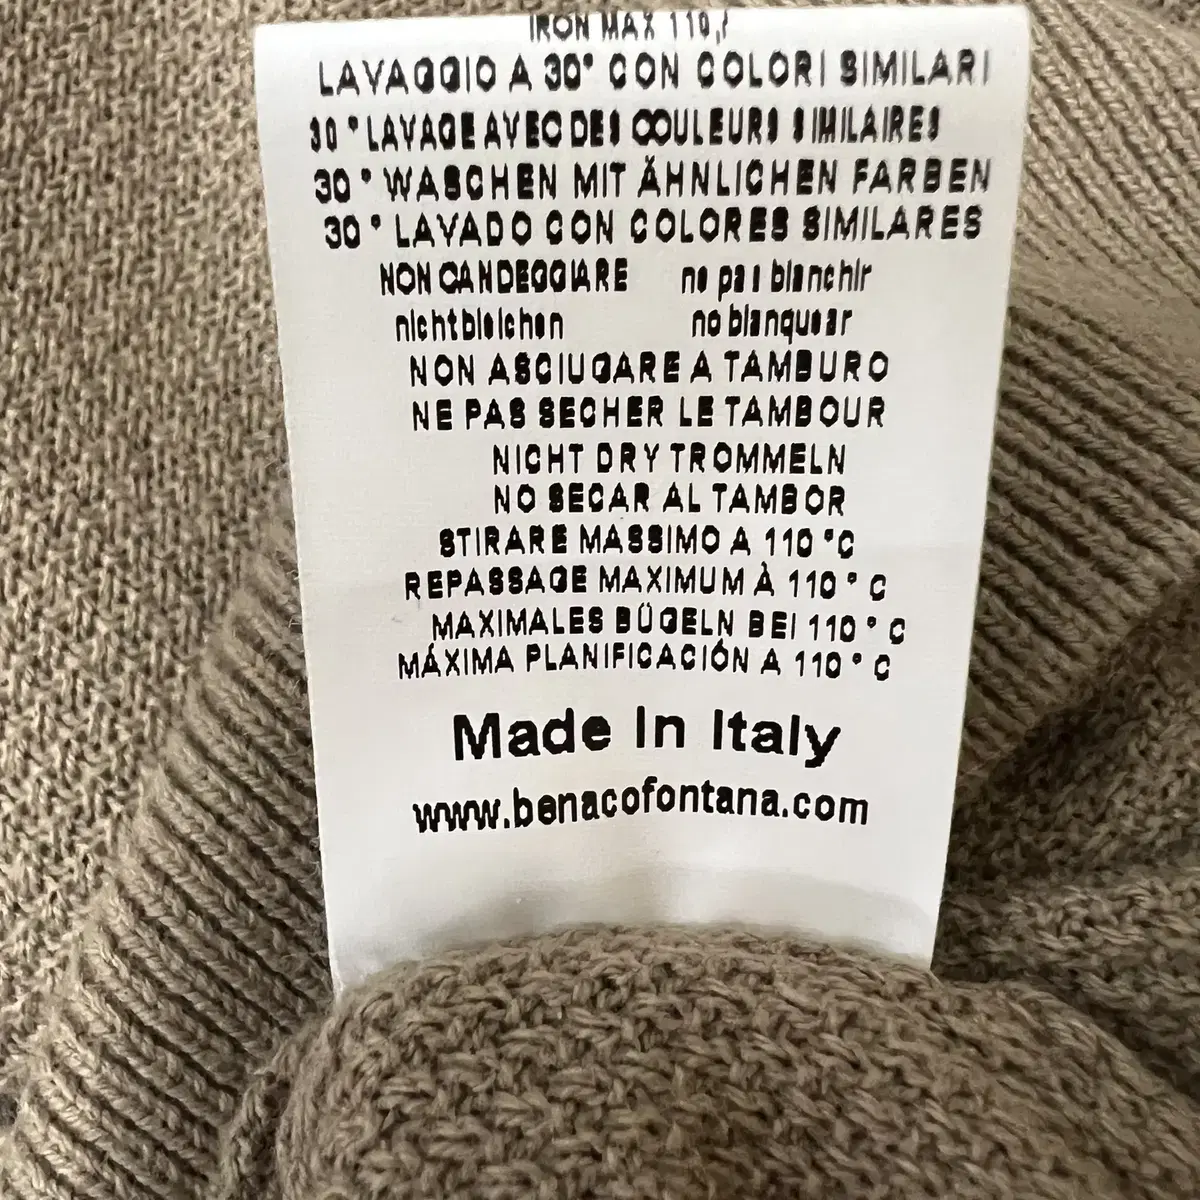 IRON MAX 110,/
LAVAGGIO A 30° CON COLORI SIMILARI
30 ° LAVAGE AVEC DES COULEURS SIMILAIRES
30 ° WASCHEN MIT ÄHNLICHEN FARBEN
30 ° LAVADO CON COLORES SIMILARES
NON CANDEGGIARE ne pas blanchir
nicht bleichen no blanquear
NON ASCIUGARE A TAMBURO
NE PAS SECHER LE TAMBOUR
NICHT DRY TROMMELN
NO SECAR AL TAMBOR
STIRARE MASSIMO A 110 °C
REPASSAGE MAXIMUM À 110 ° C
MAXIMALES BÜGELN BEI 110 ° C
MÁXIMA PLANIFICACIÓN A 110 ° C
Made In Italy
www.benacofontana.com